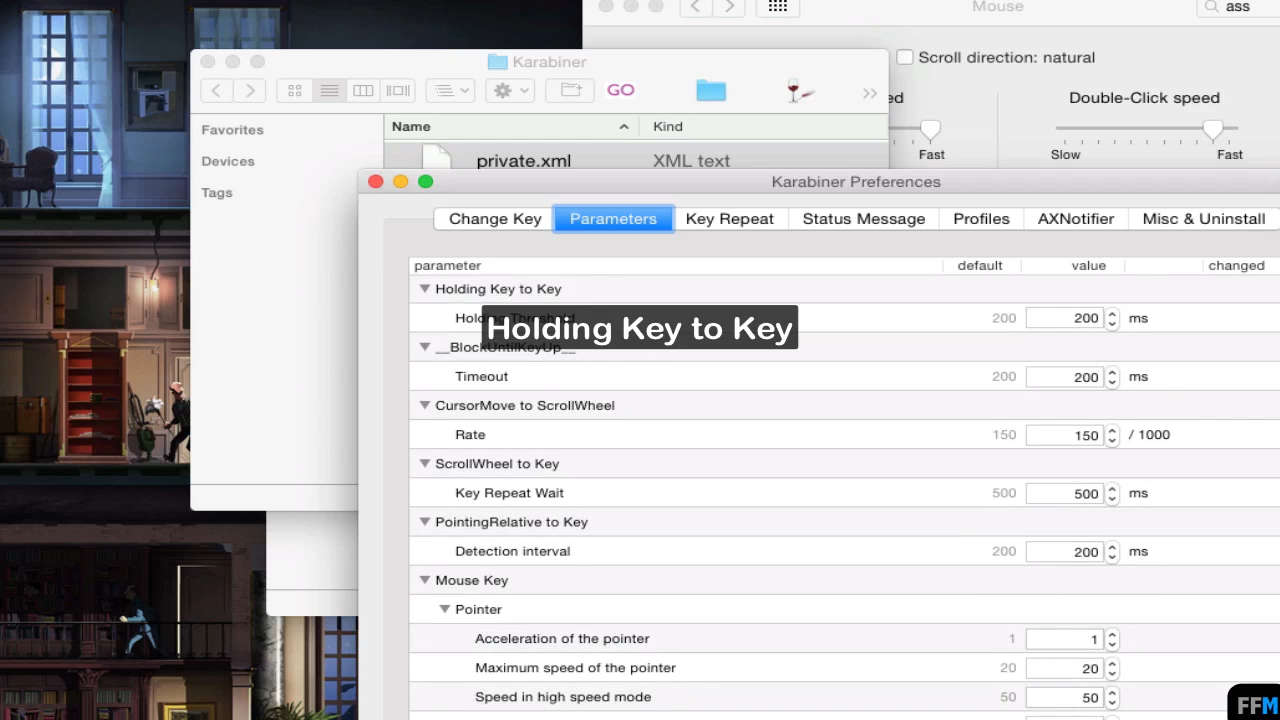 Mouse
ass
Karabiner
Scroll direction: natural
GO
ed
Double-Click speed
Favorites
Name
Kind
Fast
Slow
Fast
Devices
private.xml
XML text
Tags
Karabiner Preferences
Change Key
Parameters
Key Repeat
Status Message
Profiles
AXNotifier
Misc & Uninstall
parameter
default
value
changed
Holding Key to Key
Holding Threshold
200
200
ms
Holding Key to Key
__BlockUntilKeyUp__
Timeout
200
200
ms
CursorMove to ScrollWheel
Rate
150
150
/ 1000
ScrollWheel to Key
Key Repeat Wait
500
500
ms
PointingRelative to Key
Detection interval
200
200
ms
Mouse Key
Pointer
Acceleration of the pointer
1
1
Maximum speed of the pointer
20
20
Speed in high speed mode
50
50
FFM